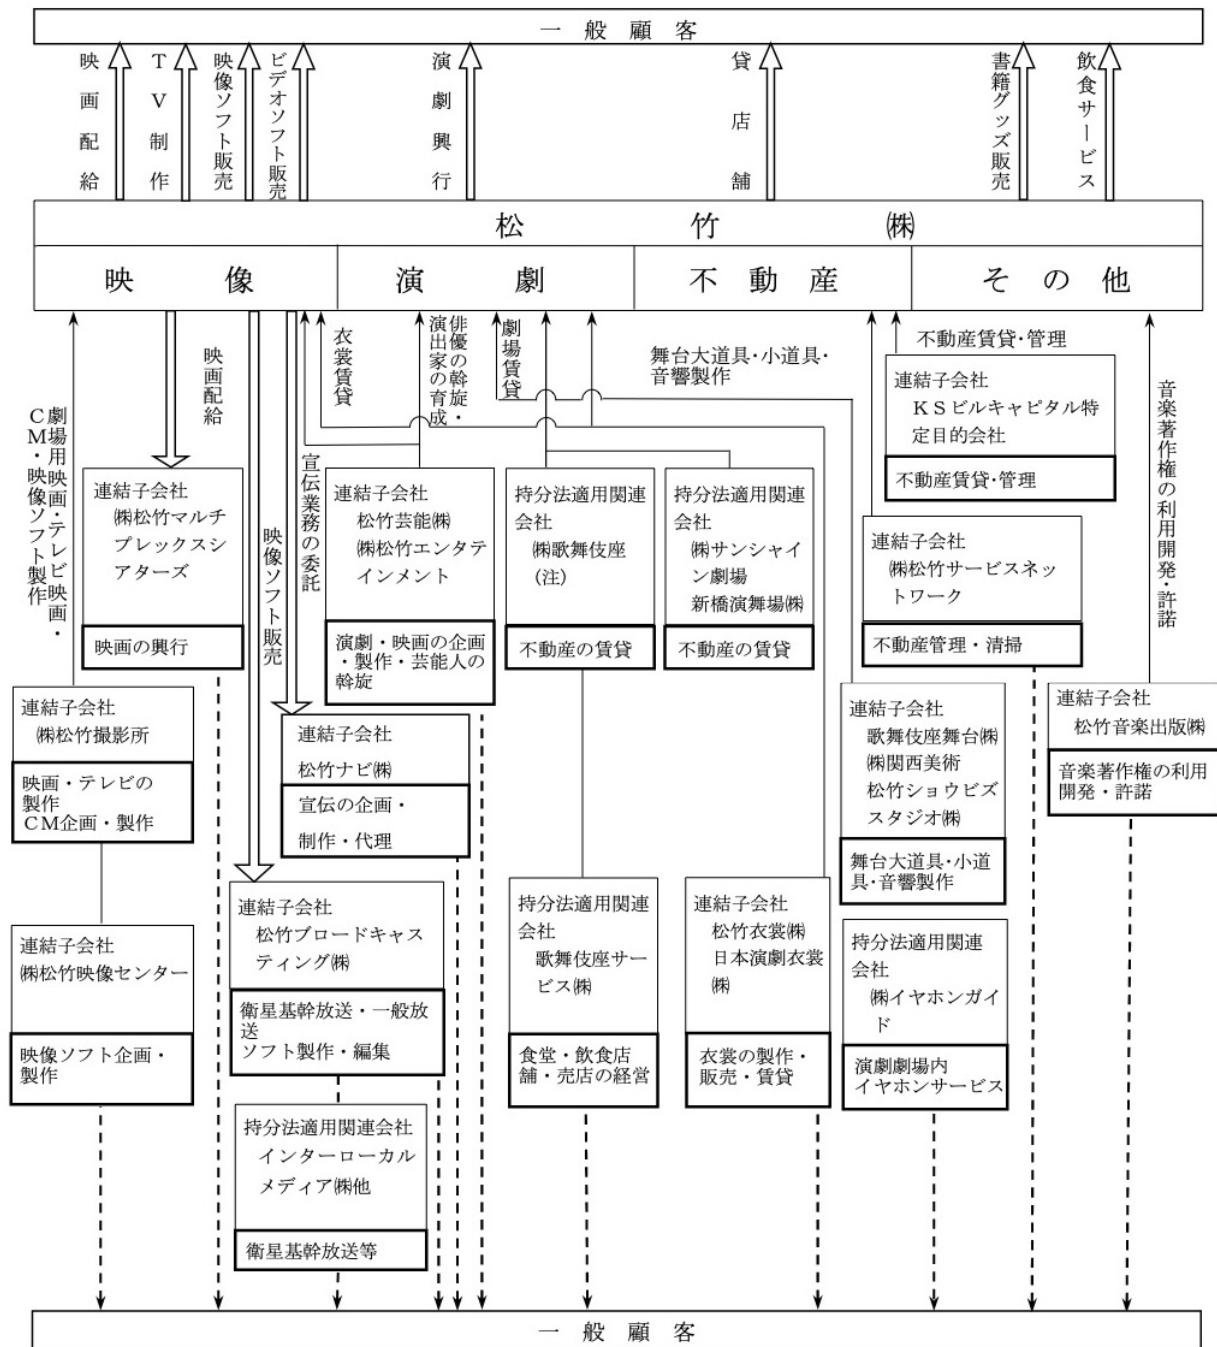 一般顧客
映画配給
TV制作
映像ソフト販売
ビデオソフト販売
演劇興行
貸店舗
書籍グッズ販売
飲食サービス
松竹㈱
映像
演劇
不動産
その他
劇場用映画・テレビ映画・
CM・映像ソフト製作
映画配給
映像ソフト販売
宣伝業務の委託
衣裳賃貸
俳優の斡旋・
演出家の育成
劇場賃貸
舞台大道具・小道具・
音響製作
不動産賃貸・管理
音楽著作権の利用開発・許諾
連結子会社
KSビルキャピタル特
定目的会社
不動産賃貸・管理
連結子会社
㈱松竹マルチ
プレックスシ
アターズ
映画の興行
連結子会社
松竹芸能㈱
㈱松竹エンタテ
インメント
演劇・映画の企画
・製作・芸能人の
斡旋
持分法適用関連
会社
㈱歌舞伎座
(注)
不動産の賃貸
持分法適用関連
会社
㈱サンシャイ
ン劇場
新橋演舞場㈱
不動産の賃貸
連結子会社
㈱松竹サービスネッ
トワーク
不動産管理・清掃
連結子会社
㈱松竹撮影所
映画・テレビの
製作
CM企画・製作
連結子会社
松竹ナビ㈱
宣伝の企画・
制作・代理
連結子会社
歌舞伎座舞台㈱
㈱関西美術
松竹ショウビズ
スタジオ㈱
舞台大道具・小道
具・音響製作
連結子会社
松竹音楽出版㈱
音楽著作権の利用
開発・許諾
連結子会社
㈱松竹映像センター
映像ソフト企画・
製作
連結子会社
松竹ブロードキャス
ティング㈱
衛星基幹放送・一般放
送
ソフト製作・編集
持分法適用関連
会社
歌舞伎座サー
ビス㈱
食堂・飲食店
舗・売店の経営
連結子会社
松竹衣裳㈱
日本演劇衣裳
㈱
衣裳の製作・
販売・賃貸
持分法適用関連
会社
㈱イヤホンガイ
ド
演劇劇場内
イヤホンサービス
持分法適用関連会社
インターローカル
メディア㈱他
衛星基幹放送等
一般顧客